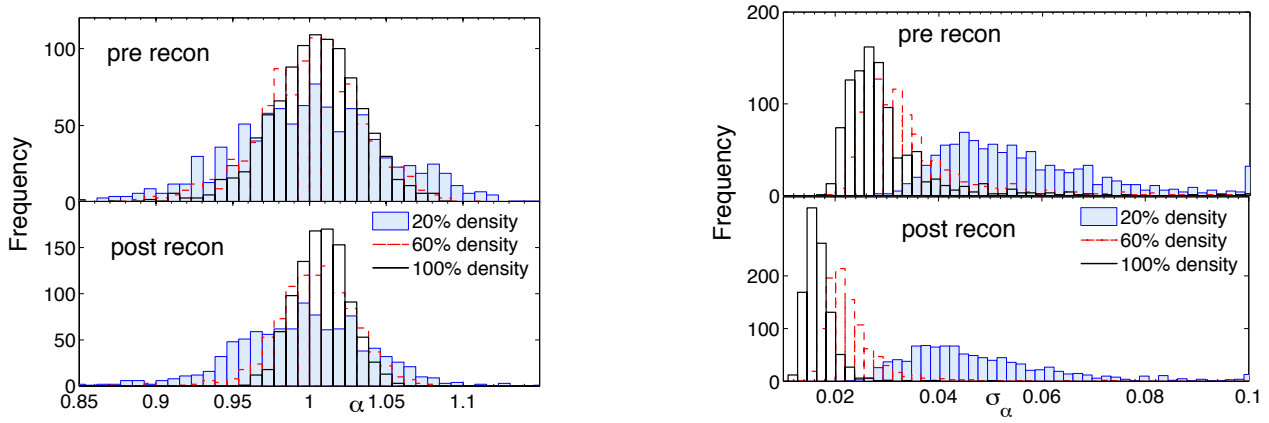 pre recon
100
50
0
Frequency
post recon
20% density
60% density
100% density
150
100
50
0
0.85 0.9 0.95 1 α 1.05 1.1
200
pre recon
100
0
Frequency
post recon
20% density
60% density
100% density
200
100
0
0.02 0.04 σα 0.06 0.08 0.1